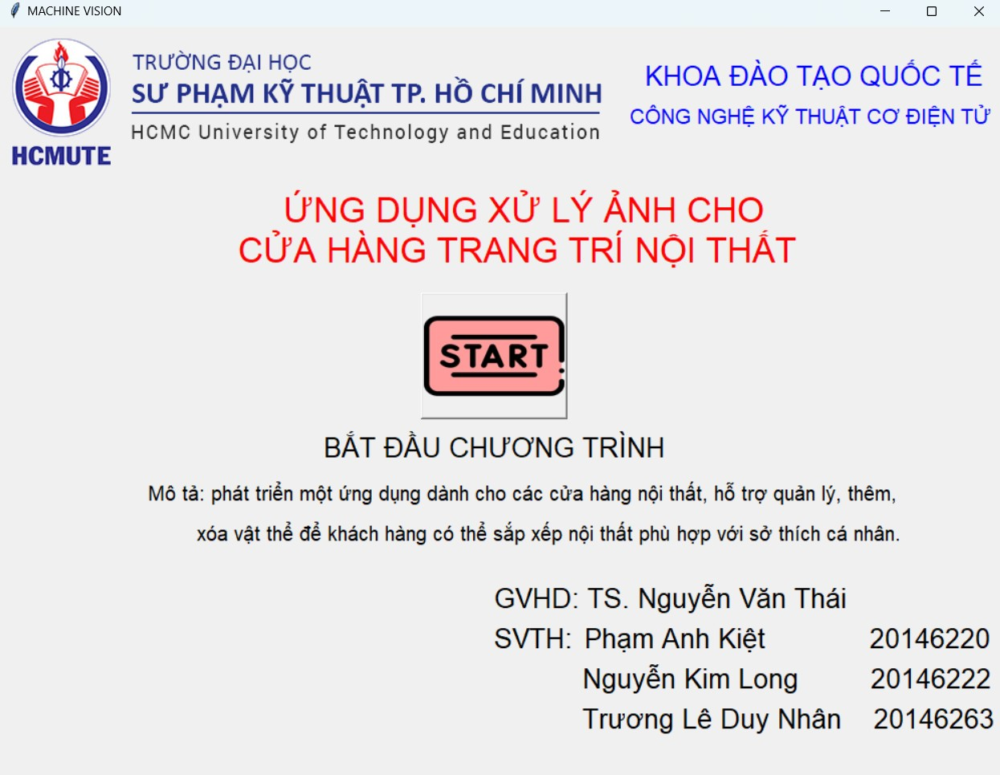 MACHINE VISION
TRƯỜNG ĐẠI HỌC
SƯ PHẠM KỸ THUẬT TP. HỒ CHÍ MINH
HCMC University of Technology and Education
HCMUTE
KHOA ĐÀO TẠO QUỐC TẾ
CÔNG NGHỆ KỸ THUẬT CƠ ĐIỆN TỬ
ỨNG DỤNG XỬ LÝ ẢNH CHO
CỬA HÀNG TRANG TRÍ NỘI THẤT
START
BẮT ĐẦU CHƯƠNG TRÌNH
Mô tả: phát triển một ứng dụng dành cho các cửa hàng nội thất, hỗ trợ quản lý, thêm,
xóa vật thể để khách hàng có thể sắp xếp nội thất phù hợp với sở thích cá nhân.
GVHD: TS. Nguyễn Văn Thái
SVTH: Phạm Anh Kiệt 20146220
Nguyễn Kim Long 20146222
Trương Lê Duy Nhân 20146263